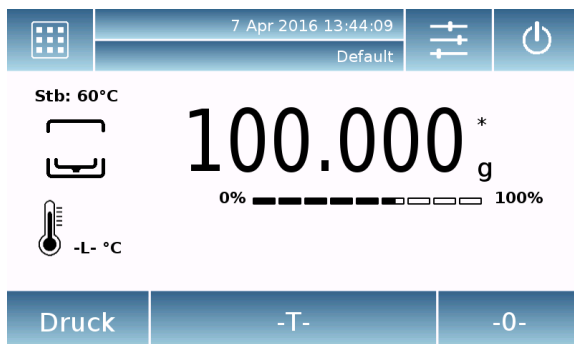 7 Apr 2016 13:44:09
Default
Stb: 60°C
100.000 *
g
0% 100%
-L- °C
Druck -T- -0-